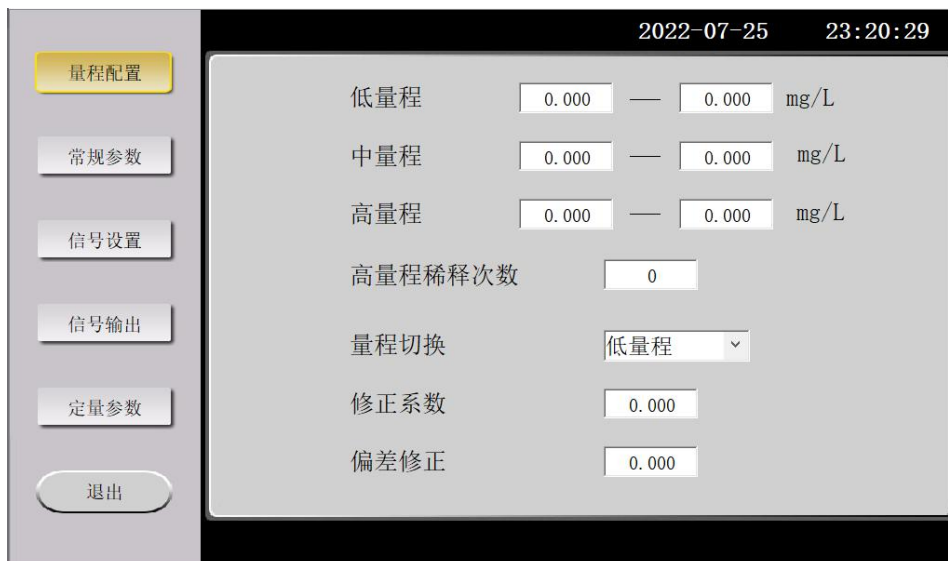 2022-07-25 23:20:29
量程配置
常规参数
信号设置
信号输出
定量参数
退出
低量程 0.000 — 0.000 mg/L
中量程 0.000 — 0.000 mg/L
高量程 0.000 — 0.000 mg/L
高量程稀释次数 0
量程切换 低量程
修正系数 0.000
偏差修正 0.000